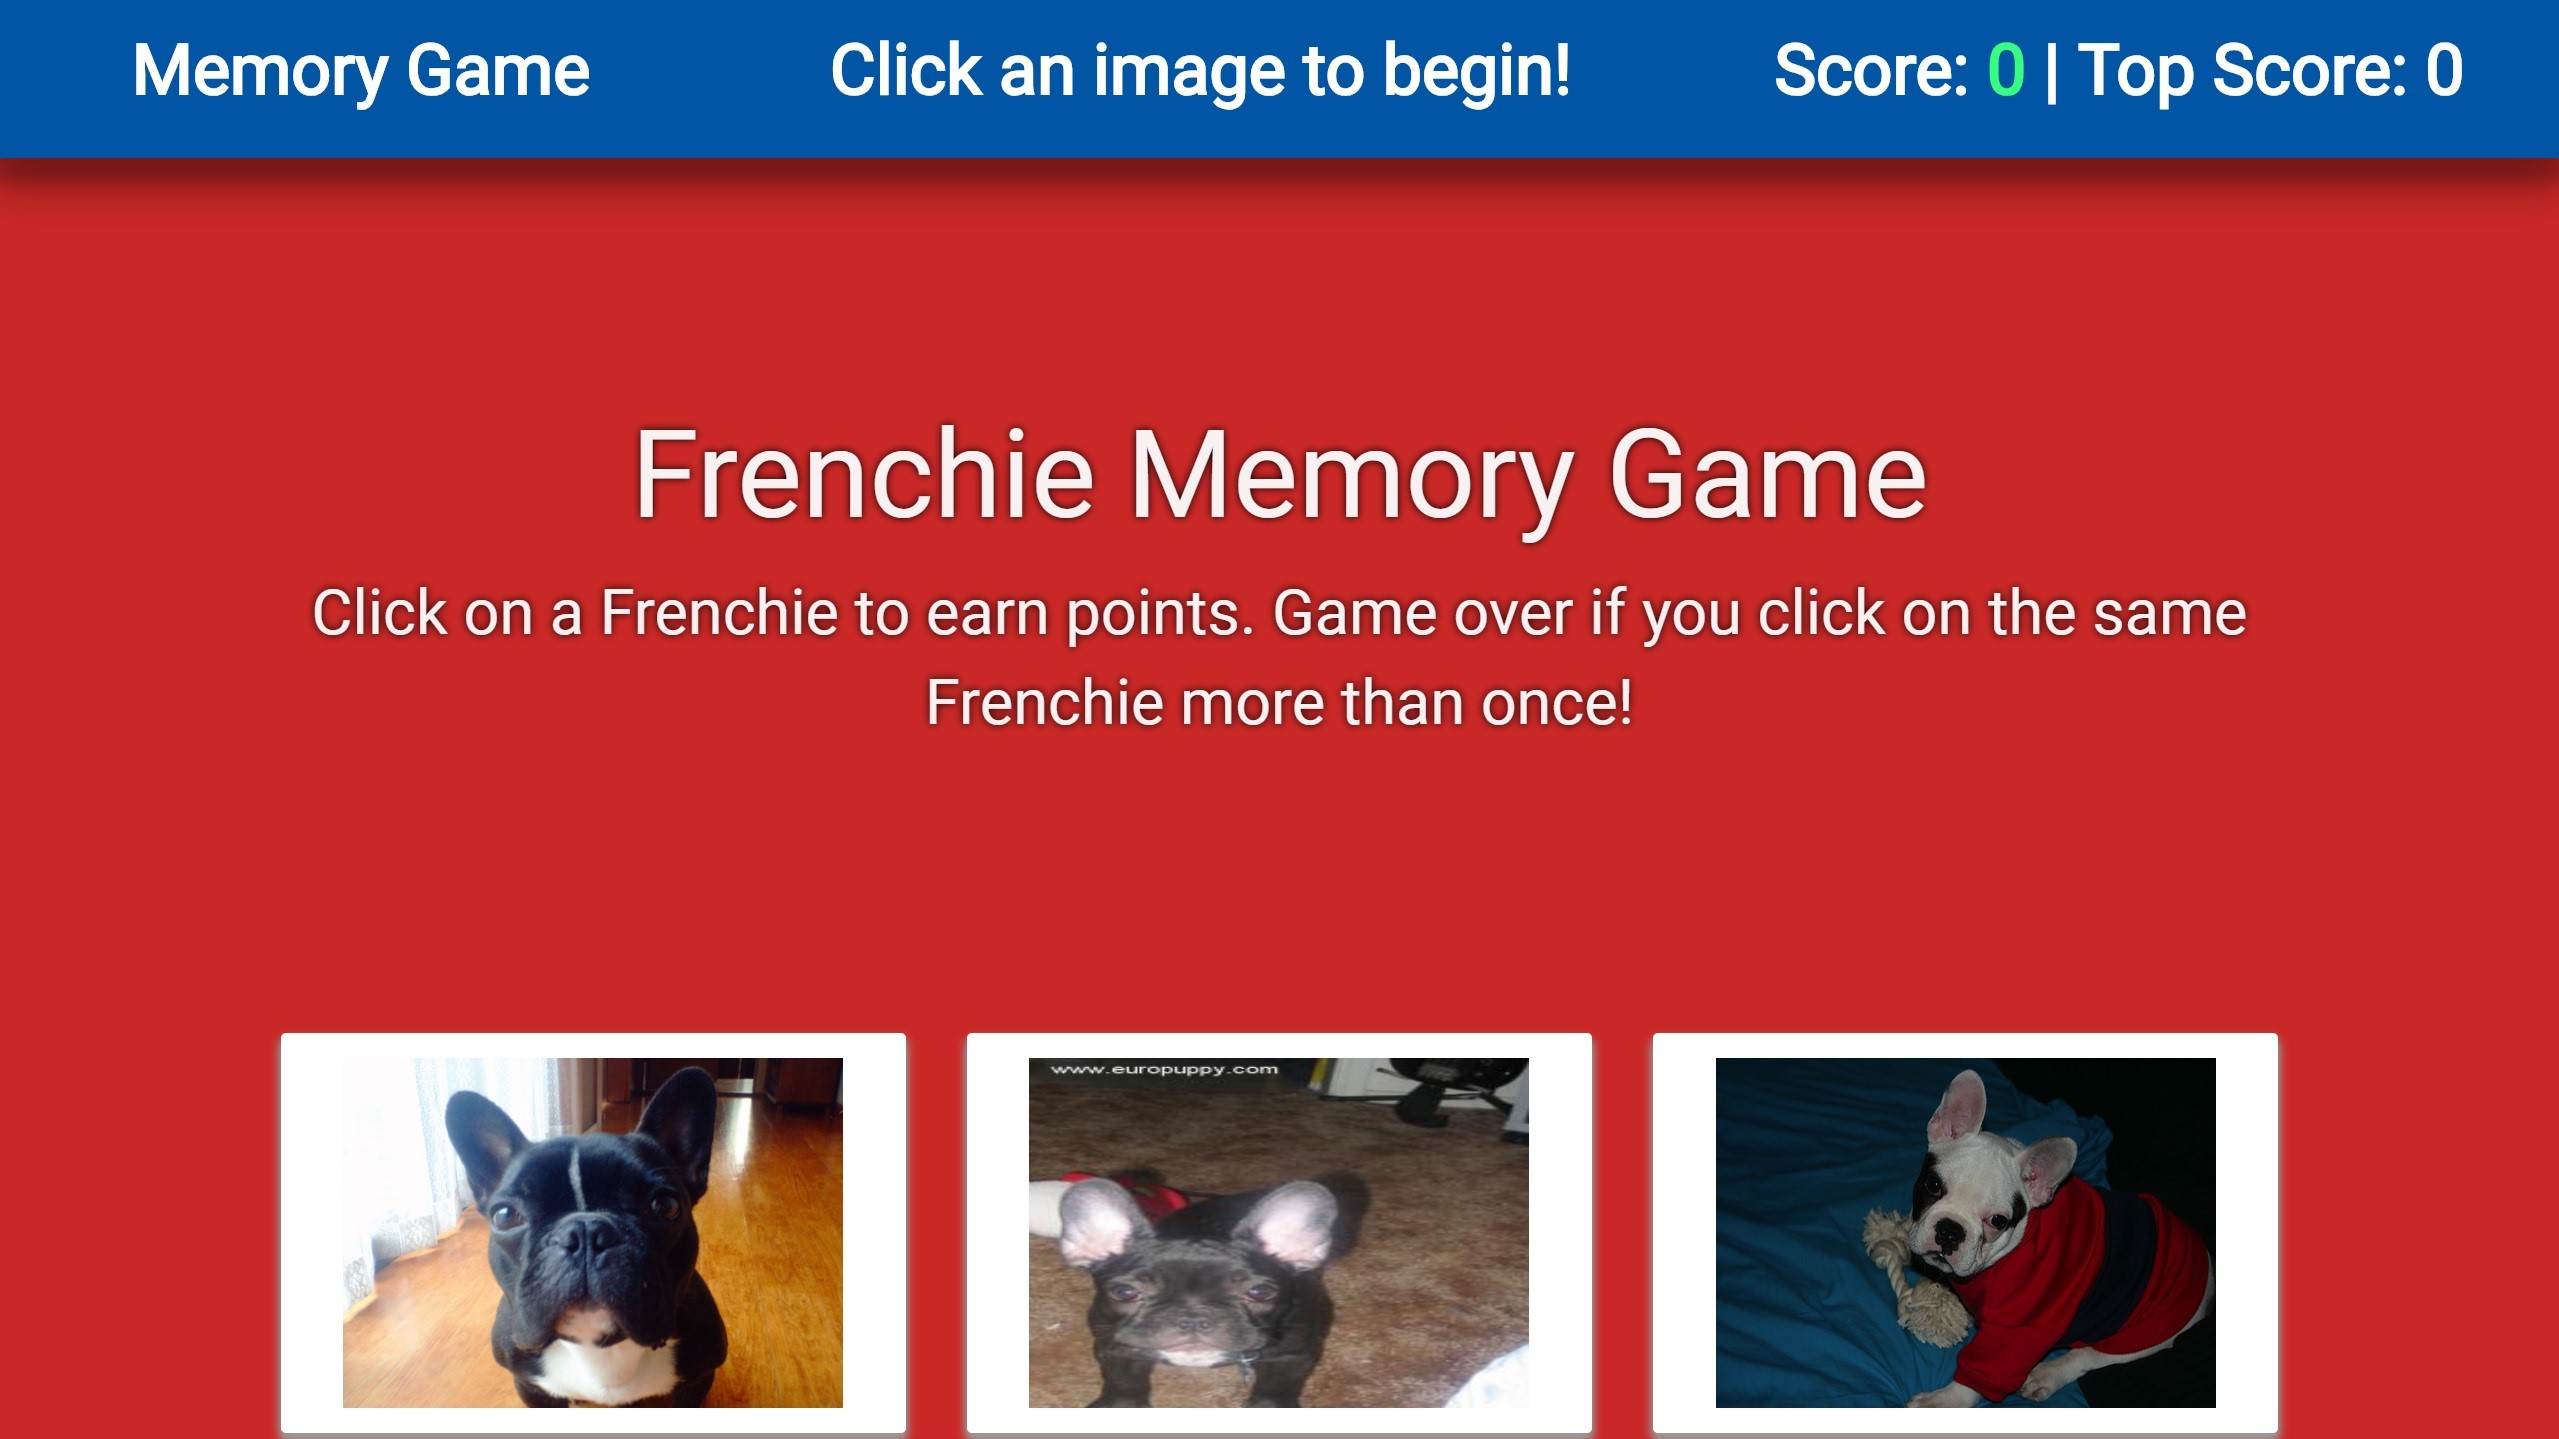 Memory Game
Click an image to begin!
Score: 0 | Top Score: 0
Frenchie Memory Game
Click on a Frenchie to earn points. Game over if you click on the same
Frenchie more than once!
www.europuppy.com